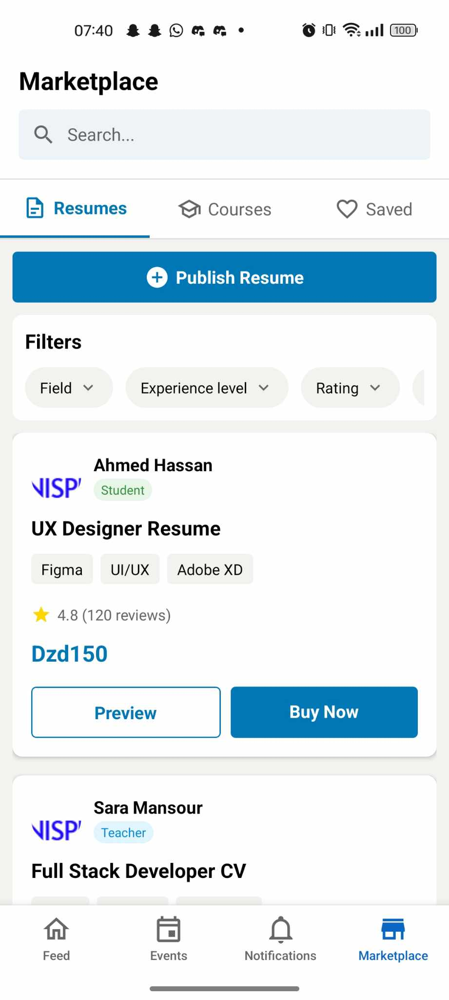 07:40
100
Marketplace
Search...
Resumes
Courses
Saved
Publish Resume
Filters
Field
Experience level
Rating
Ahmed Hassan
Student
UX Designer Resume
Figma
UI/UX
Adobe XD
4.8 (120 reviews)
Dzd150
Preview
Buy Now
Sara Mansour
Teacher
Full Stack Developer CV
Feed
Events
Notifications
Marketplace